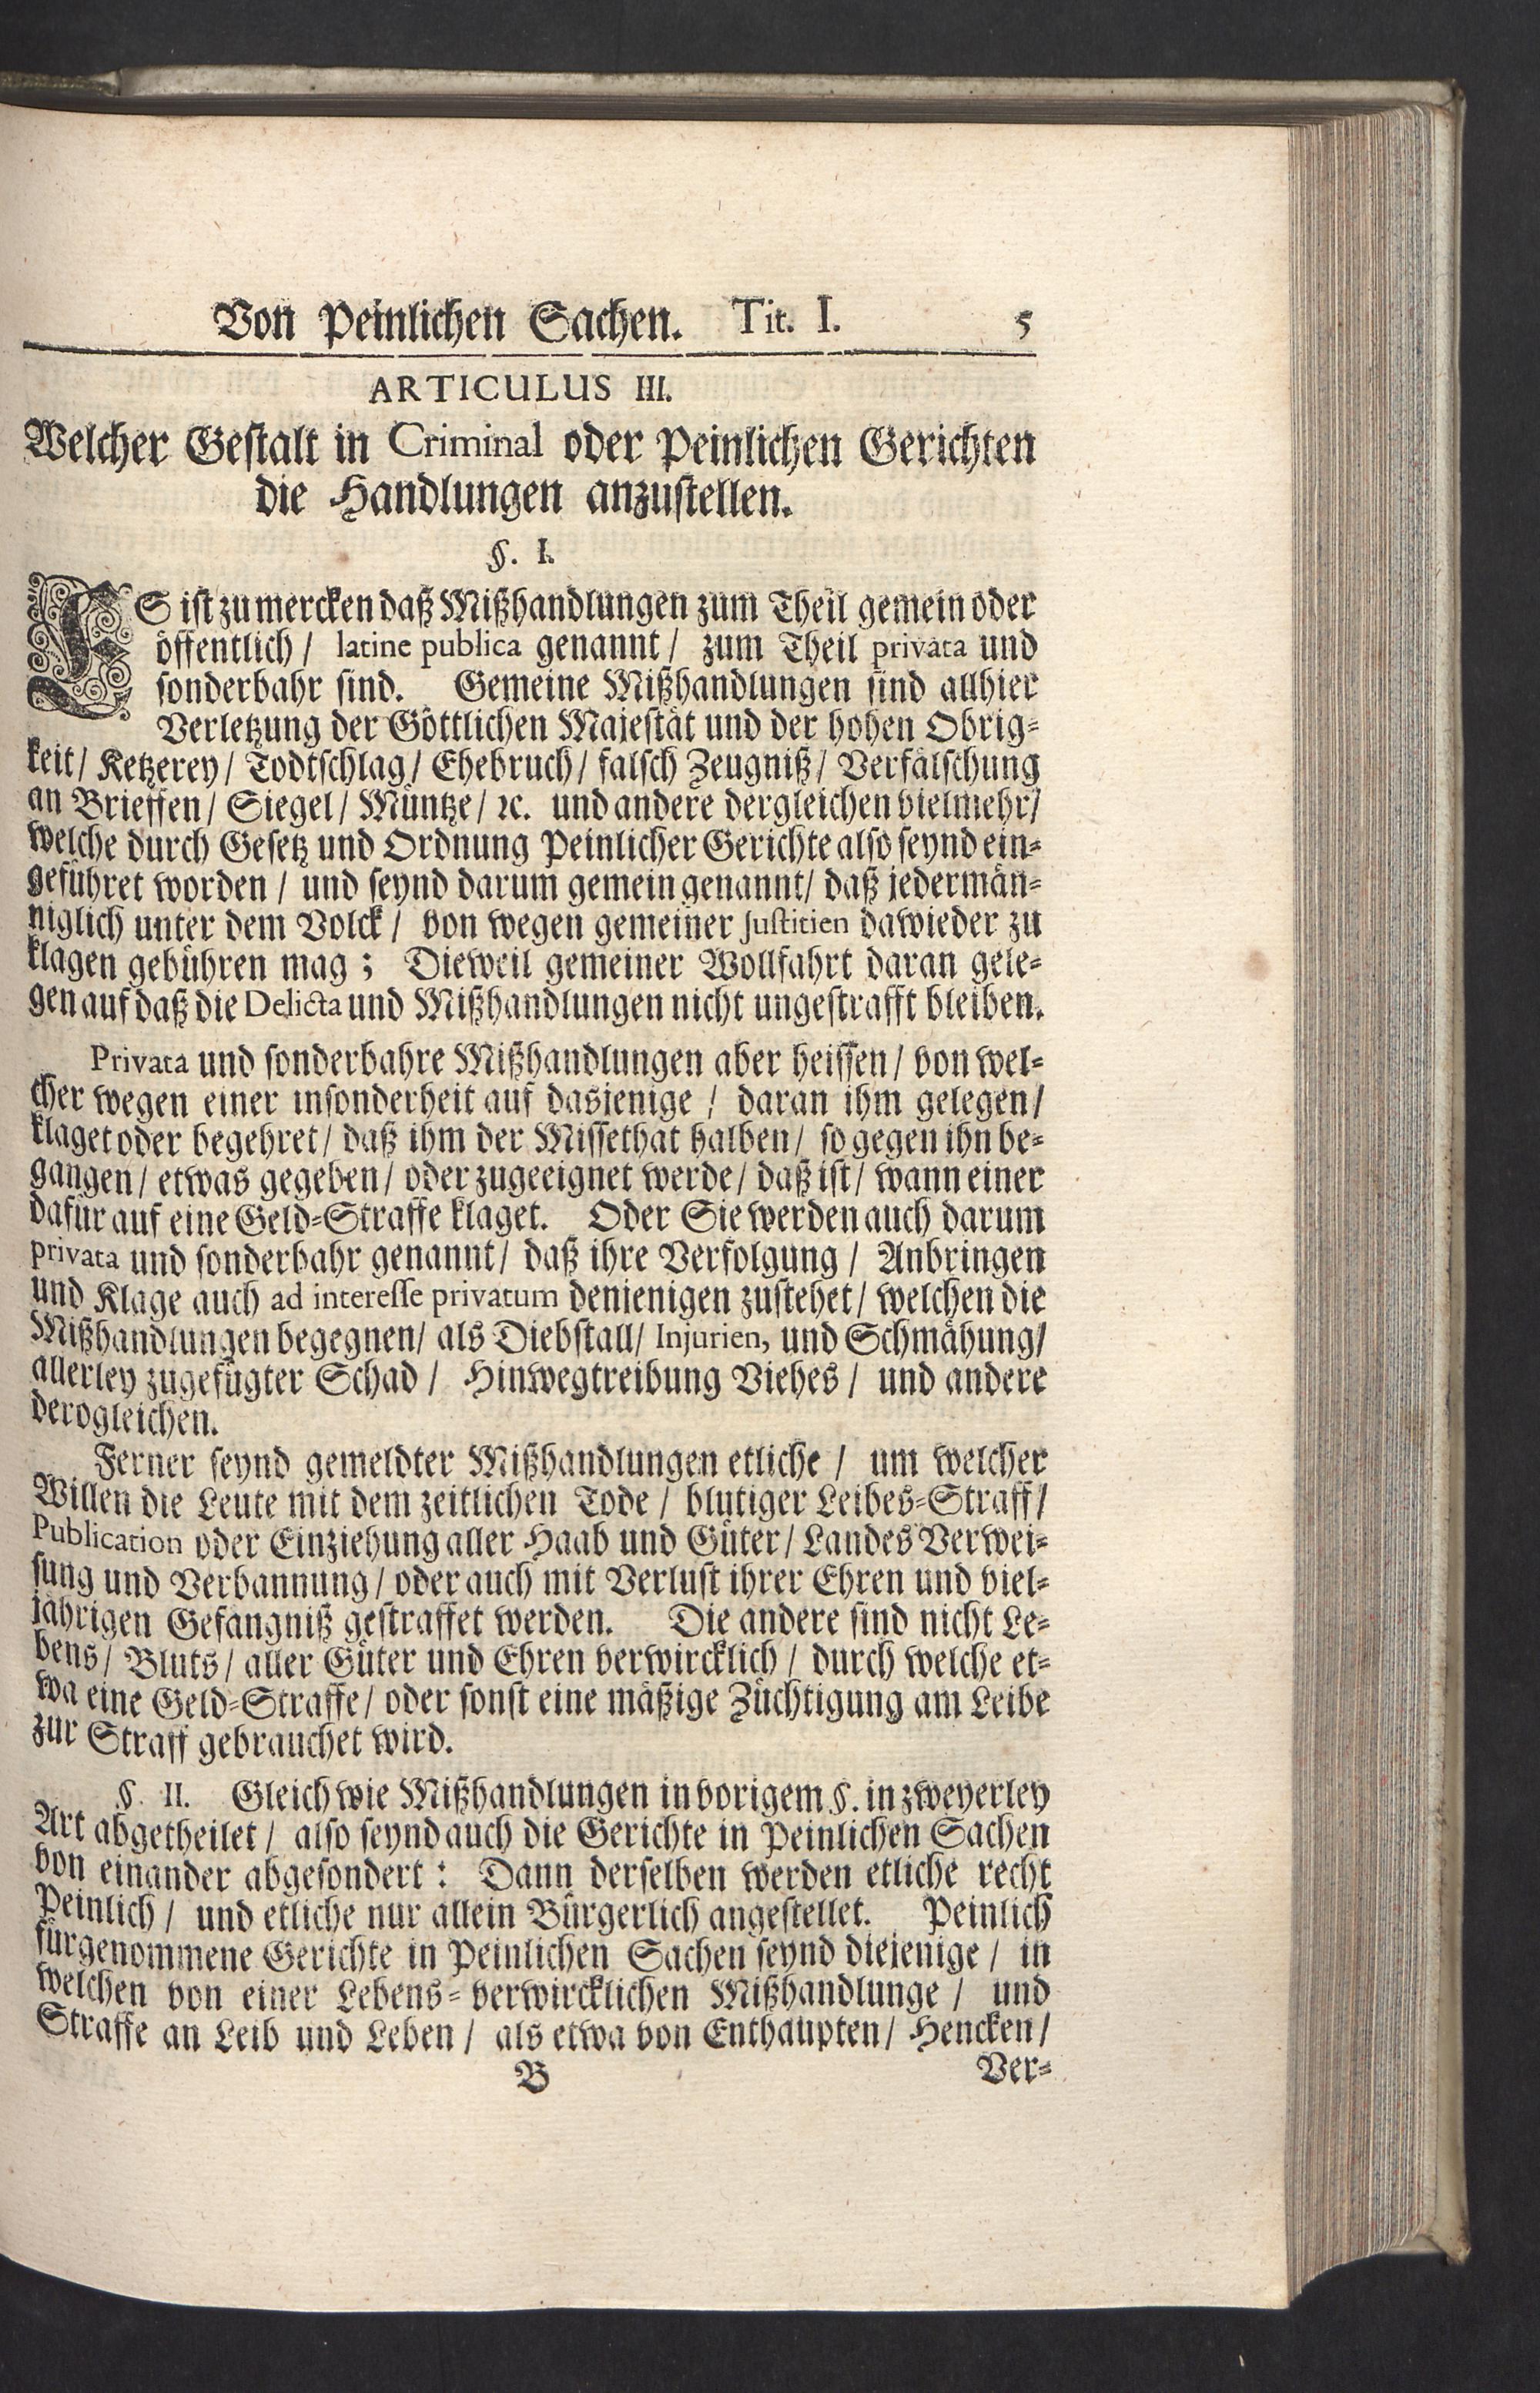 Von Peinlichen Sachen. Tit. I. 5
ARTICULUS III.
Welcher Gestalt in Criminal oder Peinlichen Gerichten
die Handlungen anzustellen.
§. I.
ES ist zu mercken daß Mißhandlungen zum Theil gemein oder
öffentlich / latine publica genannt / zum Theil privata und
sonderbahr sind. Gemeine Mißhandlungen sind allhier
Verletzung der Göttlichen Majestät und der hohen Obrig-
keit / Ketzerey / Todtschlag / Ehebruch / falsch Zeugniß / Verfälschung
an Brieffen / Siegel / Müntze / ꝛc. und andere dergleichen vielmehr /
welche durch Gesetz und Ordnung Peinlicher Gerichte also seynd ein-
geführet worden / und seynd darum gemein genannt / daß jedermän-
niglich unter dem Volck / von wegen gemeiner Justitien dawieder zu
klagen gebühren mag ; Dieweil gemeiner Wollfahrt daran gele-
gen auf daß die Delicta und Mißhandlungen nicht ungestrafft bleiben.
Privata und sonderbahre Mißhandlungen aber heissen / von wel-
cher wegen einer insonderheit auf dasjenige / daran ihm gelegen /
klaget oder begehret / daß ihm der Missethat halben / so gegen ihn be-
gangen / etwas gegeben / oder zugeeignet werde / daß ist / wann einer
dafür auf eine Geld-Straffe klaget. Oder Sie werden auch darum
privata und sonderbahr genannt / daß ihre Verfolgung / Anbringen
und Klage auch ad interesse privatum denjenigen zustehet / welchen die
Mißhandlungen begegnen / als Diebstall / Injurien, und Schmähung /
allerley zugefügter Schad / Hinwegtreibung Viehes / und andere
derogleichen.
Ferner seynd gemeldter Mißhandlungen etliche / um welcher
Willen die Leute mit dem zeitlichen Tode / blutiger Leibes-Straff /
Publication oder Einziehung aller Haab und Güter / Landes Verwei-
sung und Verbannung / oder auch mit Verlust ihrer Ehren und viel-
jährigen Gefängniß gestraffet werden. Die andere sind nicht Le-
bens / Bluts / aller Güter und Ehren verwircklich / durch welche et-
wa eine Geld-Straffe / oder sonst eine mäßige Züchtigung am Leibe
zur Straff gebrauchet wird.
§. II. Gleich wie Mißhandlungen in vorigem §. in zweyerley
Art abgetheilet / also seynd auch die Gerichte in Peinlichen Sachen
von einander abgesondert : Dann derselben werden etliche recht
Peinlich / und etliche nur allein Bürgerlich angestellet. Peinlich
fürgenommene Gerichte in Peinlichen Sachen seynd diejenige / in
welchen von einer Lebens-verwircklichen Mißhandlunge / und
Straffe an Leib und Leben / als etwa von Enthäupten / Hencken /
B Ver-